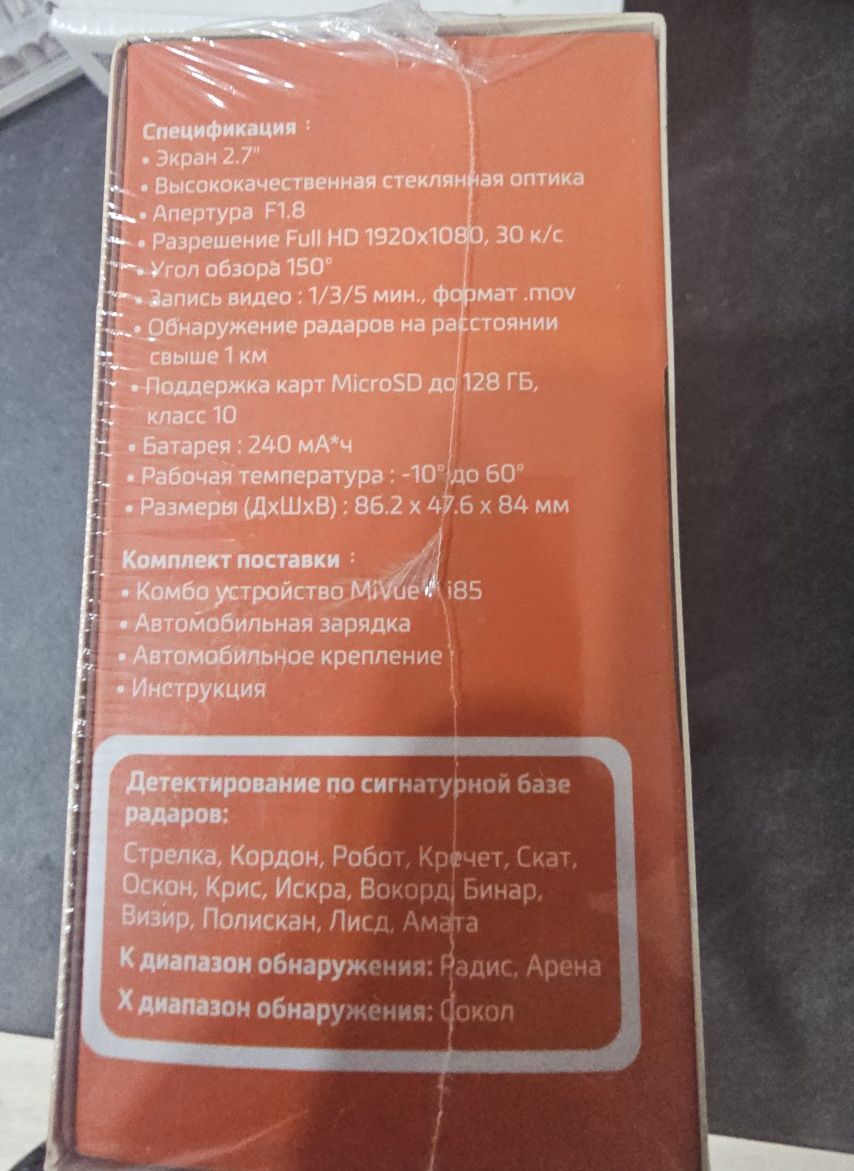 Спецификация :
• Экран 2.7"
• Высококачественная стеклянная оптика
• Апертура F1.8
• Разрешение Full HD 1920x1080, 30 к/с
• Угол обзора 150°
• Запись видео : 1/3/5 мин., формат .mov
• Обнаружение радаров на расстоянии
свыше 1 км
• Поддержка карт MicroSD до 128 ГБ,
класс 10
• Батарея : 240 мА*ч
• Рабочая температура : -10° до 60°
• Размеры (ДхШхВ) : 86.2 x 47.6 x 84 мм
Комплект поставки :
• Комбо устройство MiVue i85
• Автомобильная зарядка
• Автомобильное крепление
• Инструкция
Детектирование по сигнатурной базе
радаров:
Стрелка, Кордон, Робот, Кречет, Скат,
Оскон, Крис, Искра, Вокорд, Бинар,
Визир, Полискан, Лисд, Амата
К диапазон обнаружения: Радис, Арена
Х диапазон обнаружения: Сокол